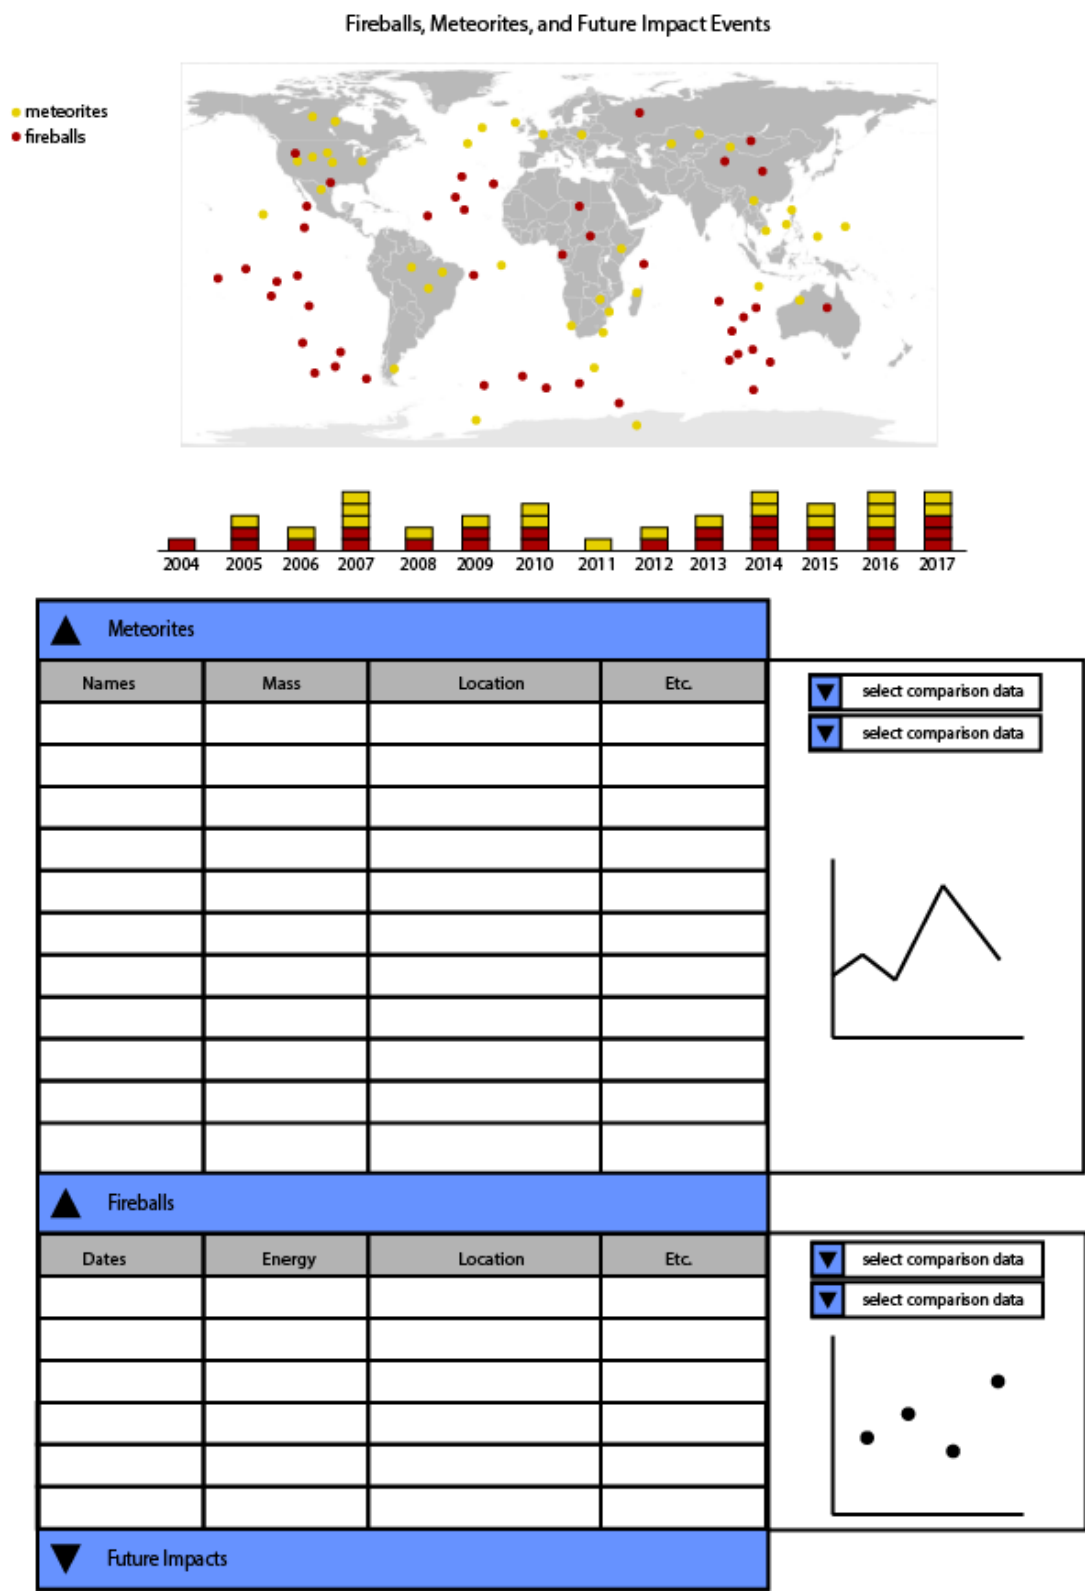 Fireballs, Meteorites, and Future Impact Events
meteorites
fireballs
2004 2005 2006 2007 2008 2009 2010 2011 2012 2013 2014 2015 2016 2017
Meteorites
Names Mass Location Etc.
select comparison data
select comparison data
Fireballs
Dates Energy Location Etc.
select comparison data
select comparison data
Future Impacts